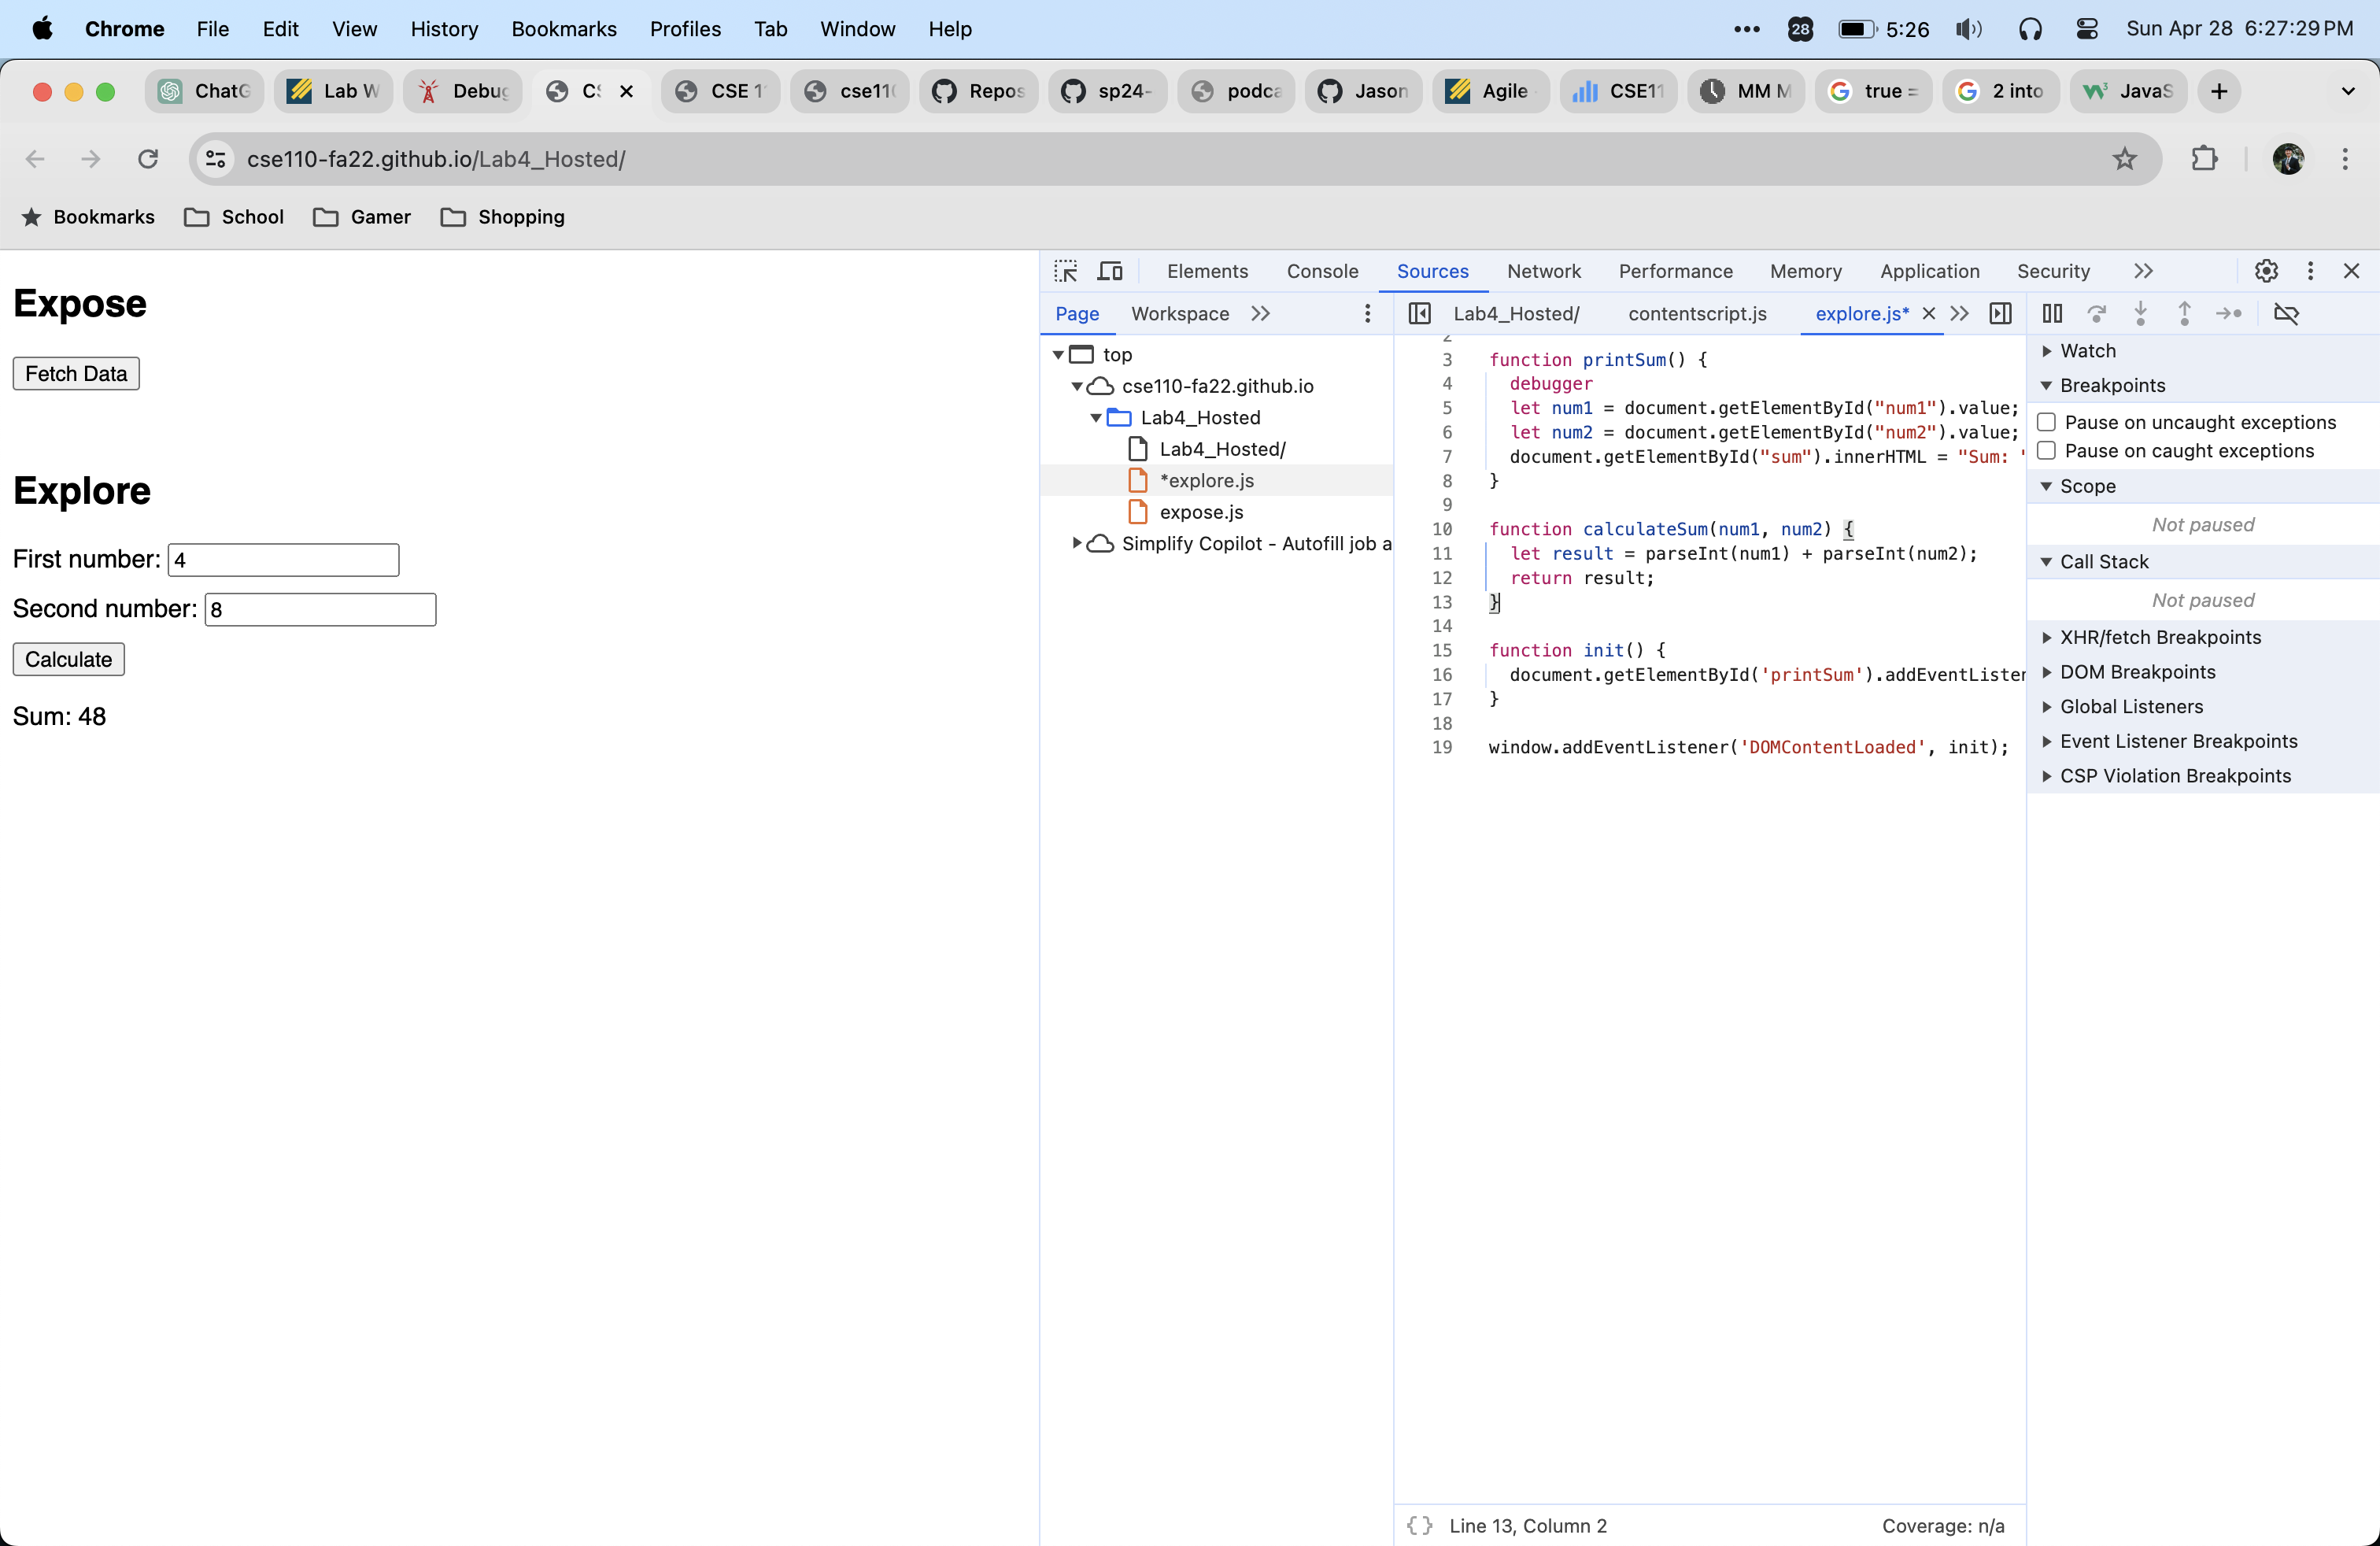 Chrome File Edit View History Bookmarks Profiles Tab Window Help 28 5:26 Sun Apr 28 6:27:29 PM
ChatG Lab W Debug CS CSE 1 cse110 Repos sp24- podca Jason Agile CSE11 MM M true = 2 into JavaS
cse110-fa22.github.io/Lab4_Hosted/
Bookmarks School Gamer Shopping
Expose
Fetch Data
Explore
First number: 4
Second number: 8
Calculate
Sum: 48
Elements Console Sources Network Performance Memory Application Security
Page Workspace
top
cse110-fa22.github.io
Lab4_Hosted
Lab4_Hosted/
*explore.js
expose.js
Simplify Copilot - Autofill job a
Lab4_Hosted/ contentscript.js explore.js*
2
3 function printSum() {
4 debugger
5 let num1 = document.getElementById("num1").value;
6 let num2 = document.getElementById("num2").value;
7 document.getElementById("sum").innerHTML = "Sum: "
8 }
9
10 function calculateSum(num1, num2) {
11 let result = parseInt(num1) + parseInt(num2);
12 return result;
13 }
14
15 function init() {
16 document.getElementById('printSum').addEventListen
17 }
18
19 window.addEventListener('DOMContentLoaded', init);
{} Line 13, Column 2 Coverage: n/a
Watch
Breakpoints
Pause on uncaught exceptions
Pause on caught exceptions
Scope
Not paused
Call Stack
Not paused
XHR/fetch Breakpoints
DOM Breakpoints
Global Listeners
Event Listener Breakpoints
CSP Violation Breakpoints